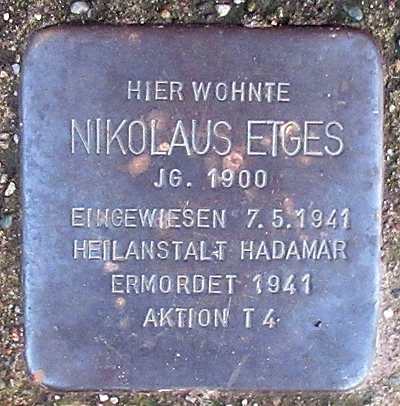 HIER WOHNTE
NIKOLAUS ETGES
JG. 1900
EINGEWIESEN 7.5.1941
HEILANSTALT HADAMAR
ERMORDET 1941
AKTION T4